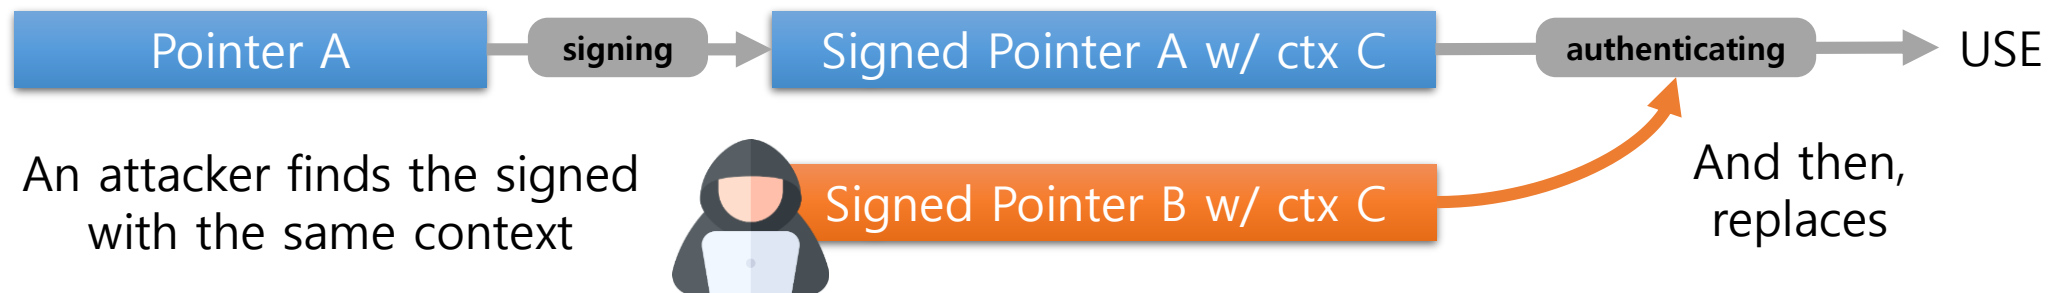 Pointer A
signing
Signed Pointer A w/ ctx C
authenticating
USE
An attacker finds the signed
with the same context
Signed Pointer B w/ ctx C
And then,
replaces